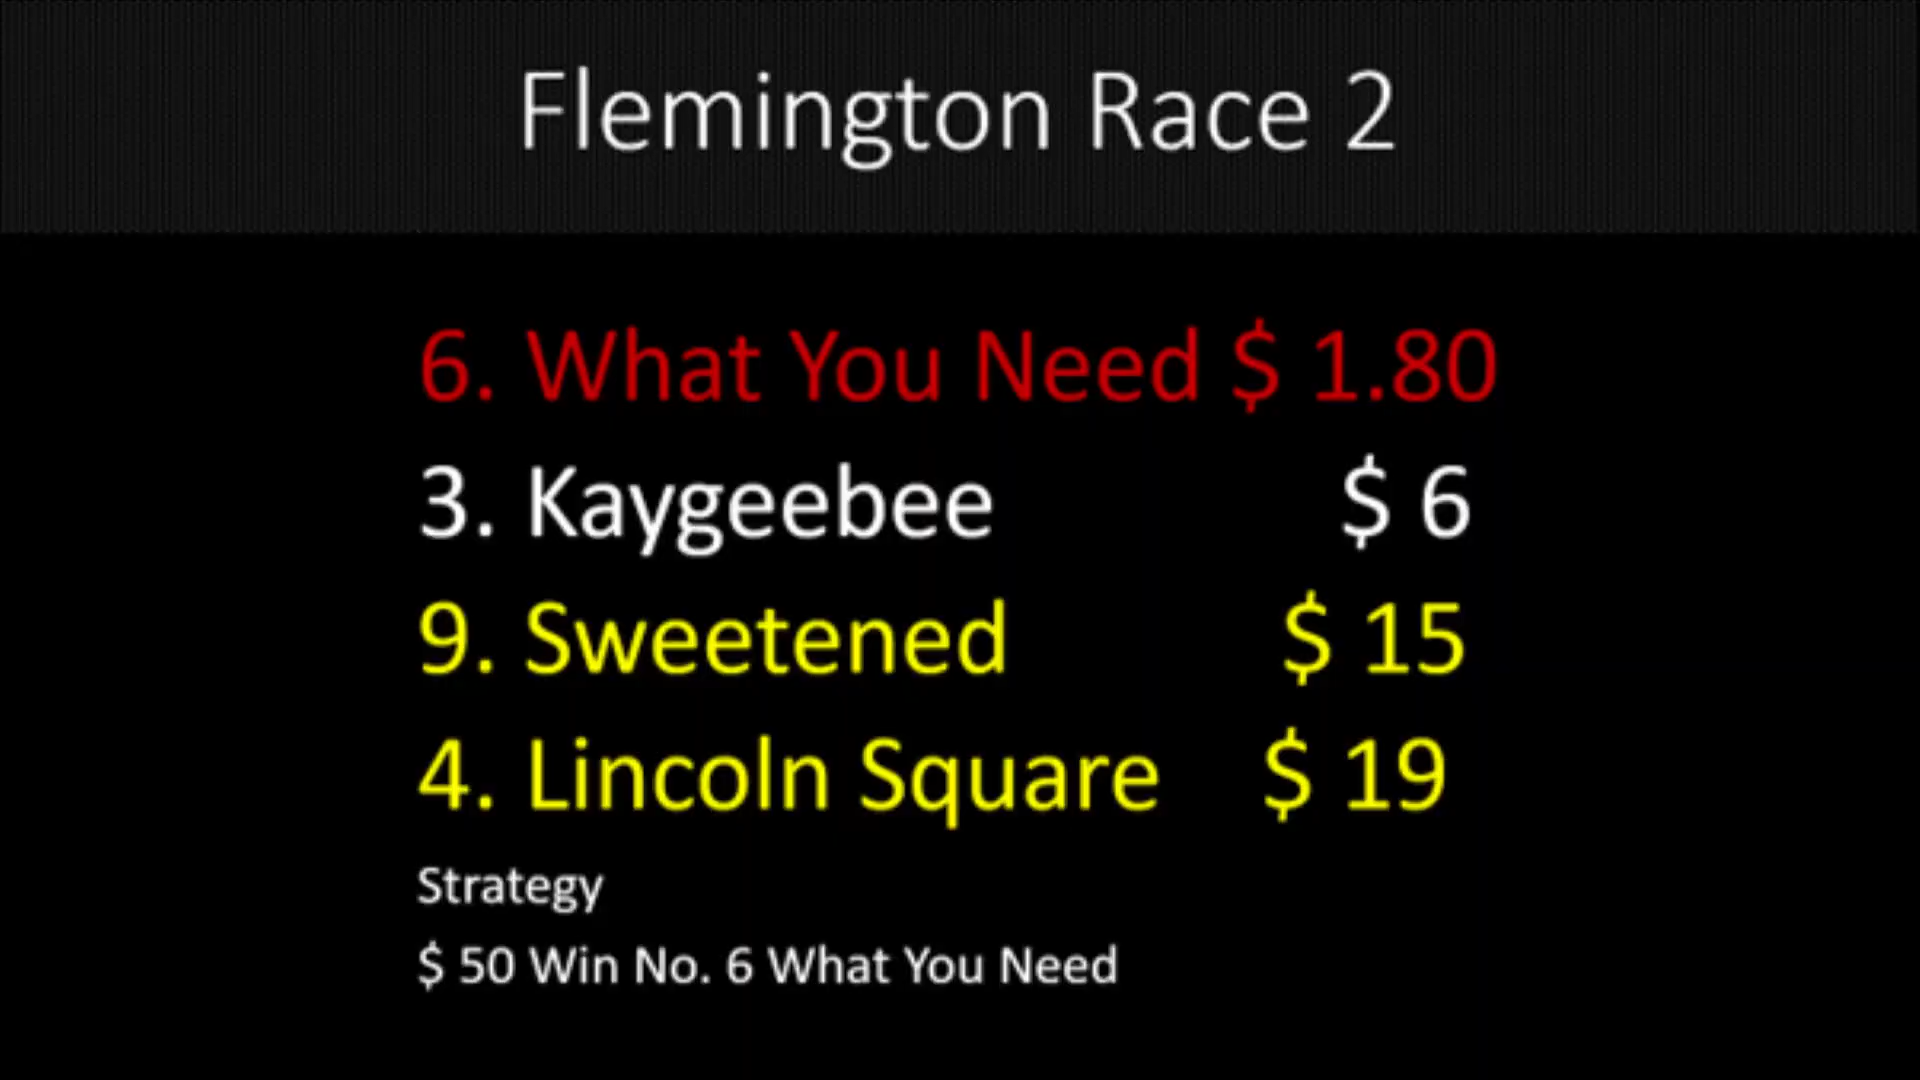 Flemington Race 2
6. What You Need $ 1.80
3. Kaygeebee $ 6
9. Sweetened $ 15
4. Lincoln Square $ 19
Strategy
$ 50 Win No. 6 What You Need